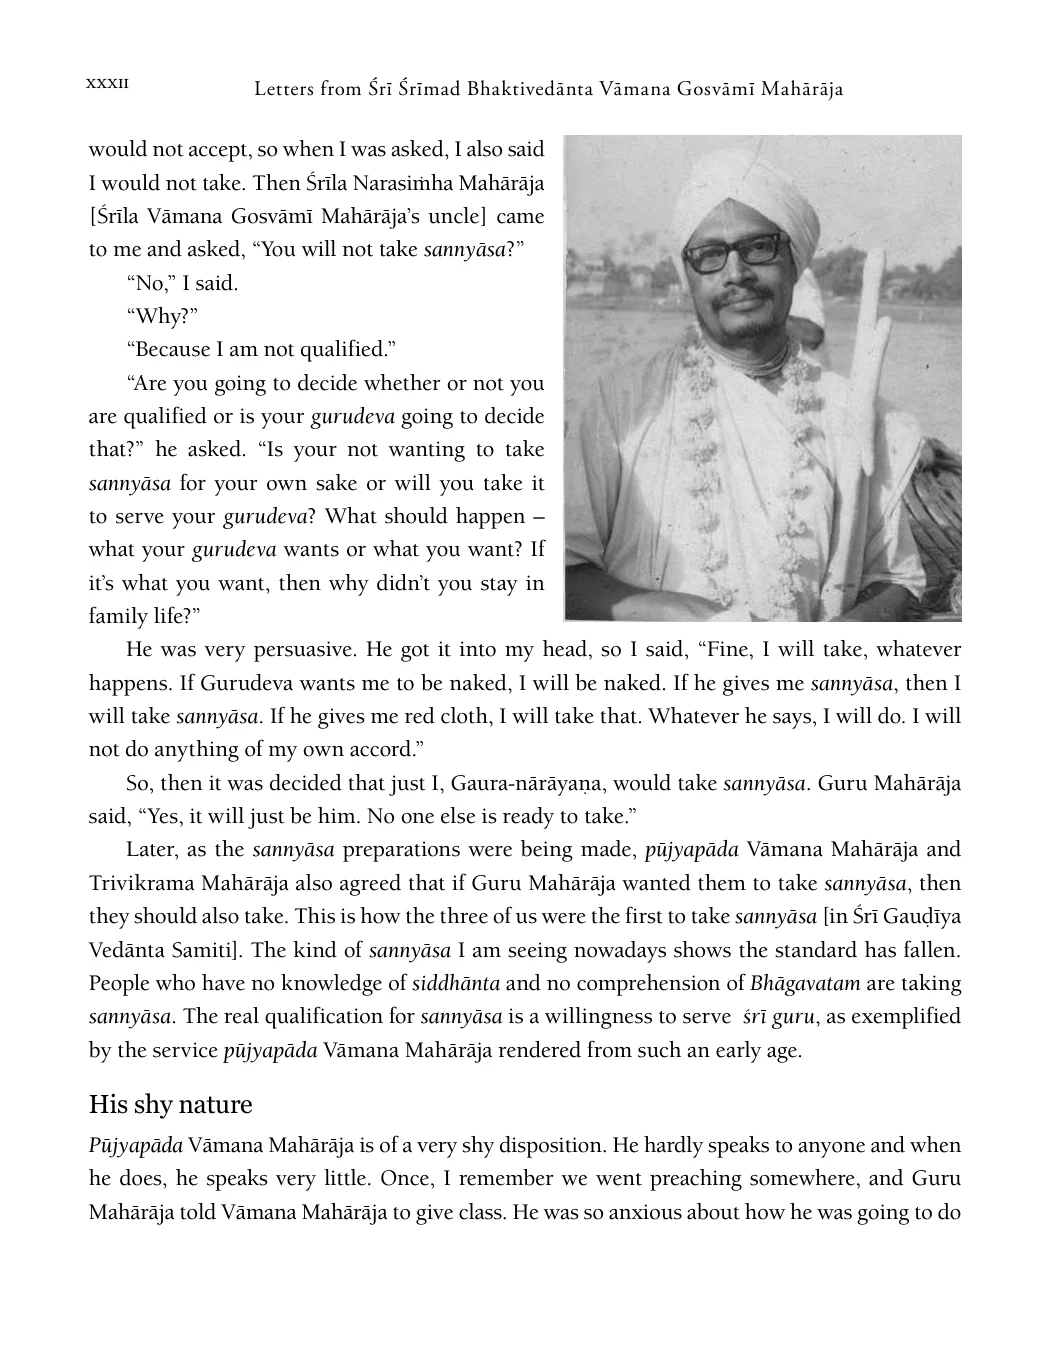 XXXII
Letters from Śrī Śrīmad Bhaktivedānta Vāmana Gosvāmī Mahārāja
would not accept, so when I was asked, I also said
I would not take. Then Śrīla Narasiṁha Mahārāja
[Śrīla Vāmana Gosvāmī Mahārāja’s uncle] came
to me and asked, “You will not take sannyāsa?”
“No,” I said.
“Why?”
“Because I am not qualified.”
“Are you going to decide whether or not you
are qualified or is your gurudeva going to decide
that?” he asked. “Is your not wanting to take
sannyāsa for your own sake or will you take it
to serve your gurudeva? What should happen –
what your gurudeva wants or what you want? If
it’s what you want, then why didn’t you stay in
family life?”
He was very persuasive. He got it into my head, so I said, “Fine, I will take, whatever
happens. If Gurudeva wants me to be naked, I will be naked. If he gives me sannyāsa, then I
will take sannyāsa. If he gives me red cloth, I will take that. Whatever he says, I will do. I will
not do anything of my own accord.”
So, then it was decided that just I, Gaura-nārāyaṇa, would take sannyāsa. Guru Mahārāja
said, “Yes, it will just be him. No one else is ready to take.”
Later, as the sannyāsa preparations were being made, pūjyapāda Vāmana Mahārāja and
Trivikrama Mahārāja also agreed that if Guru Mahārāja wanted them to take sannyāsa, then
they should also take. This is how the three of us were the first to take sannyāsa [in Śrī Gauḍīya
Vedānta Samiti]. The kind of sannyāsa I am seeing nowadays shows the standard has fallen.
People who have no knowledge of siddhānta and no comprehension of Bhāgavatam are taking
sannyāsa. The real qualification for sannyāsa is a willingness to serve śrī guru, as exemplified
by the service pūjyapāda Vāmana Mahārāja rendered from such an early age.
His shy nature
Pūjyapāda Vāmana Mahārāja is of a very shy disposition. He hardly speaks to anyone and when
he does, he speaks very little. Once, I remember we went preaching somewhere, and Guru
Mahārāja told Vāmana Mahārāja to give class. He was so anxious about how he was going to do